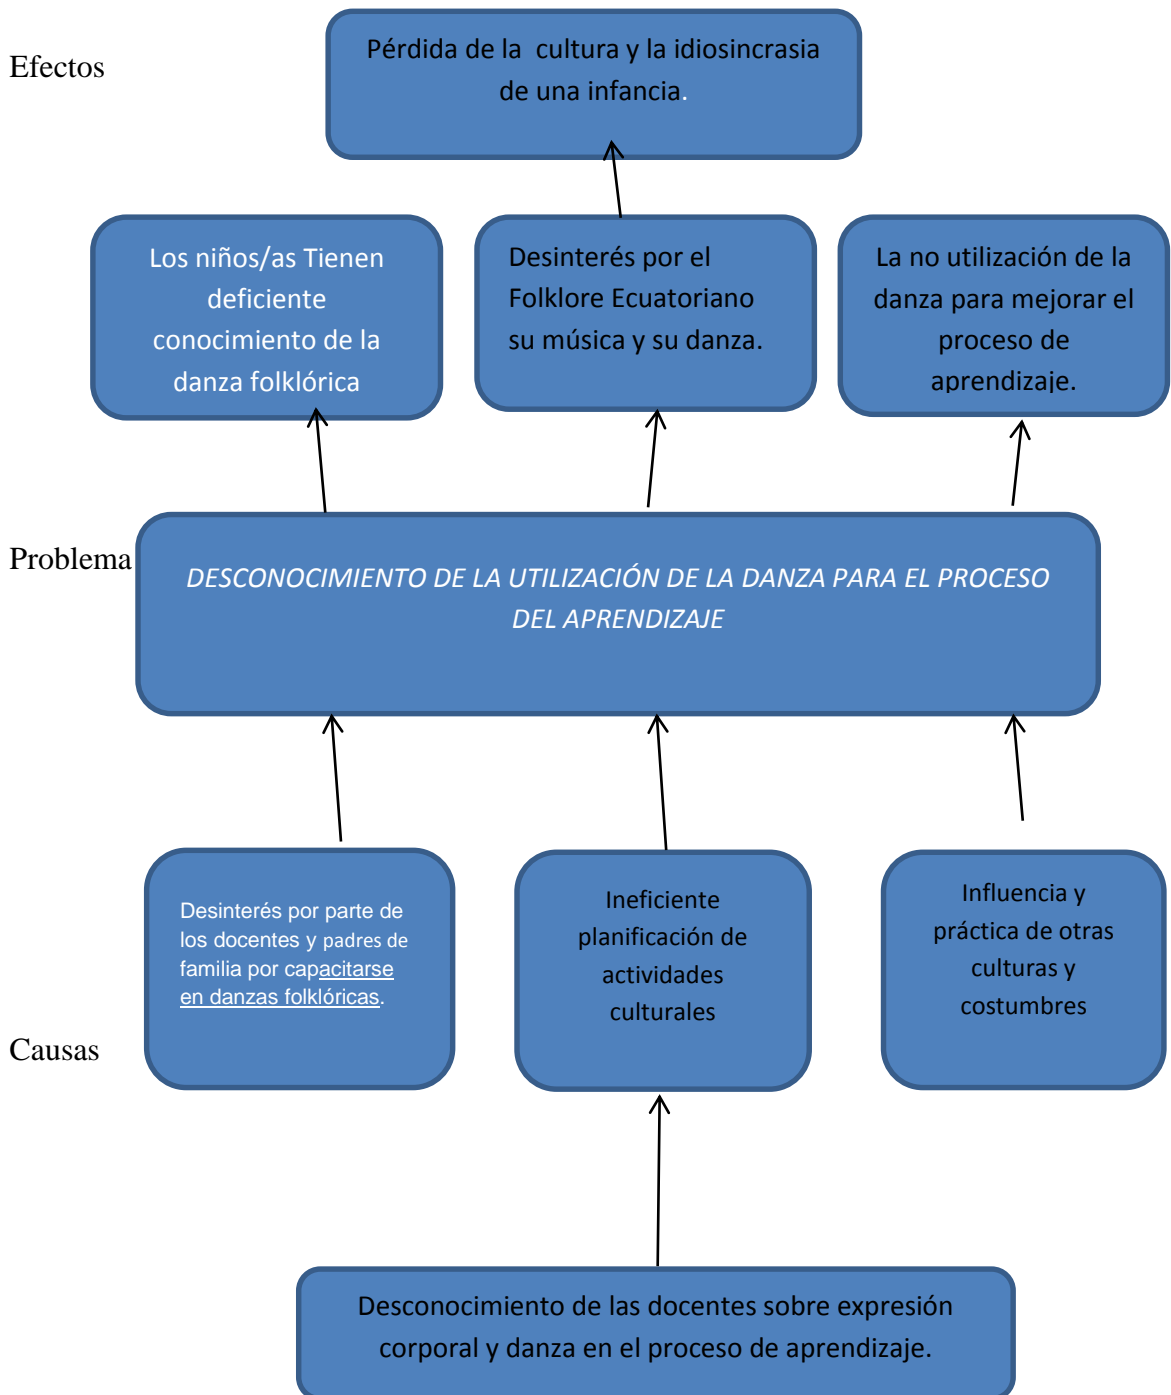 Efectos
Pérdida de la cultura y la idiosincrasia
de una infancia.
Los niños/as Tienen
deficiente
conocimiento de la
danza folklórica
Desinterés por el
Folklore Ecuatoriano
su música y su danza.
La no utilización de la
danza para mejorar el
proceso de
aprendizaje.
Problema
DESCONOCIMIENTO DE LA UTILIZACIÓN DE LA DANZA PARA EL PROCESO
DEL APRENDIZAJE
Desinterés por parte de
los docentes y padres de
familia por capacitarse
en danzas folklóricas.
Ineficiente
planificación de
actividades
culturales
Influencia y
práctica de otras
culturas y
costumbres
Causas
Desconocimiento de las docentes sobre expresión
corporal y danza en el proceso de aprendizaje.